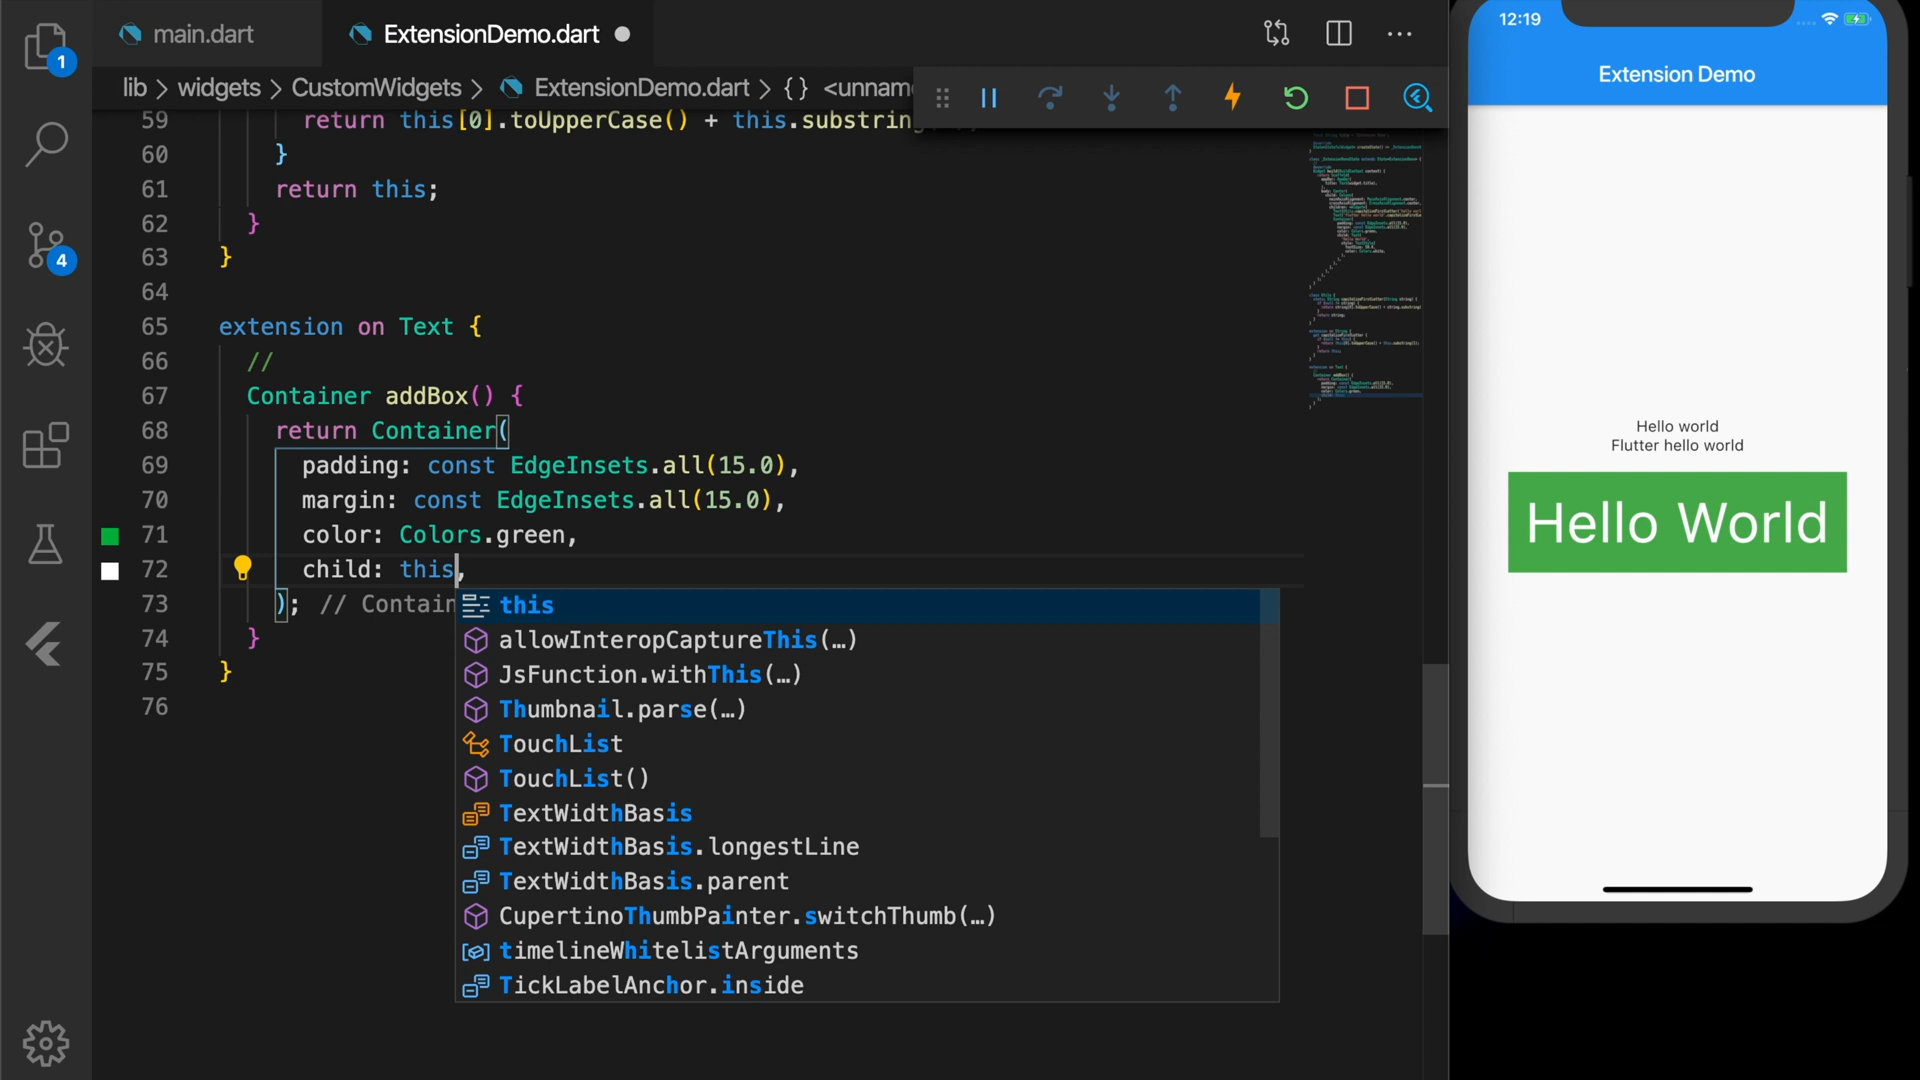 main.dart
ExtensionDemo.dart
lib > widgets > CustomWidgets > ExtensionDemo.dart > {} <unnam
1
4
59 return this[0].toUpperCase() + this.substring
60 }
61 return this;
62 }
63 }
64
65 extension on Text {
66 //
67 Container addBox() {
68 return Container(
69 padding: const EdgeInsets.all(15.0),
70 margin: const EdgeInsets.all(15.0),
71 color: Colors.green,
72 child: this,
73 ); // Contain
74 }
75 }
76
this
allowInteropCaptureThis(…)
JsFunction.withThis(…)
Thumbnail.parse(…)
TouchList
TouchList()
TextWidthBasis
TextWidthBasis.longestLine
TextWidthBasis.parent
CupertinoThumbPainter.switchThumb(…)
timelineWhitelistArguments
TickLabelAnchor.inside
12:19
Extension Demo
Hello world
Flutter hello world
Hello World